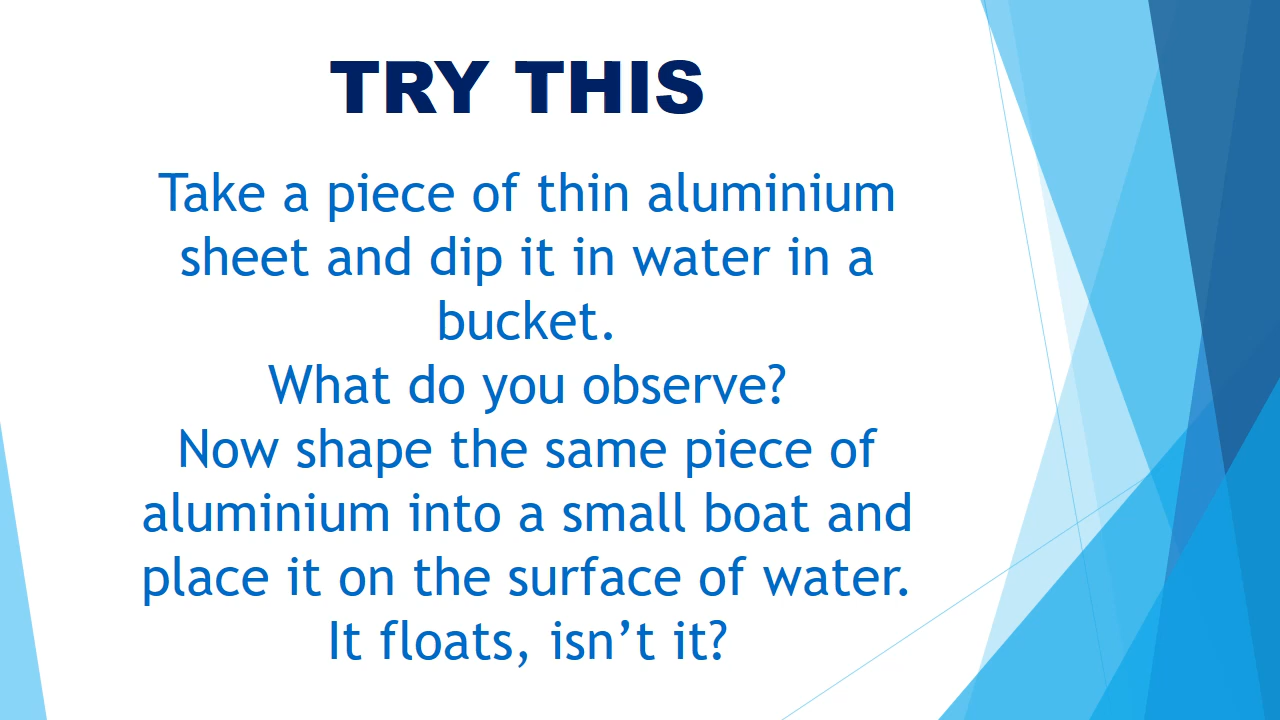 TRY THIS
Take a piece of thin aluminium
sheet and dip it in water in a
bucket.
What do you observe?
Now shape the same piece of
aluminium into a small boat and
place it on the surface of water.
It floats, isn’t it?